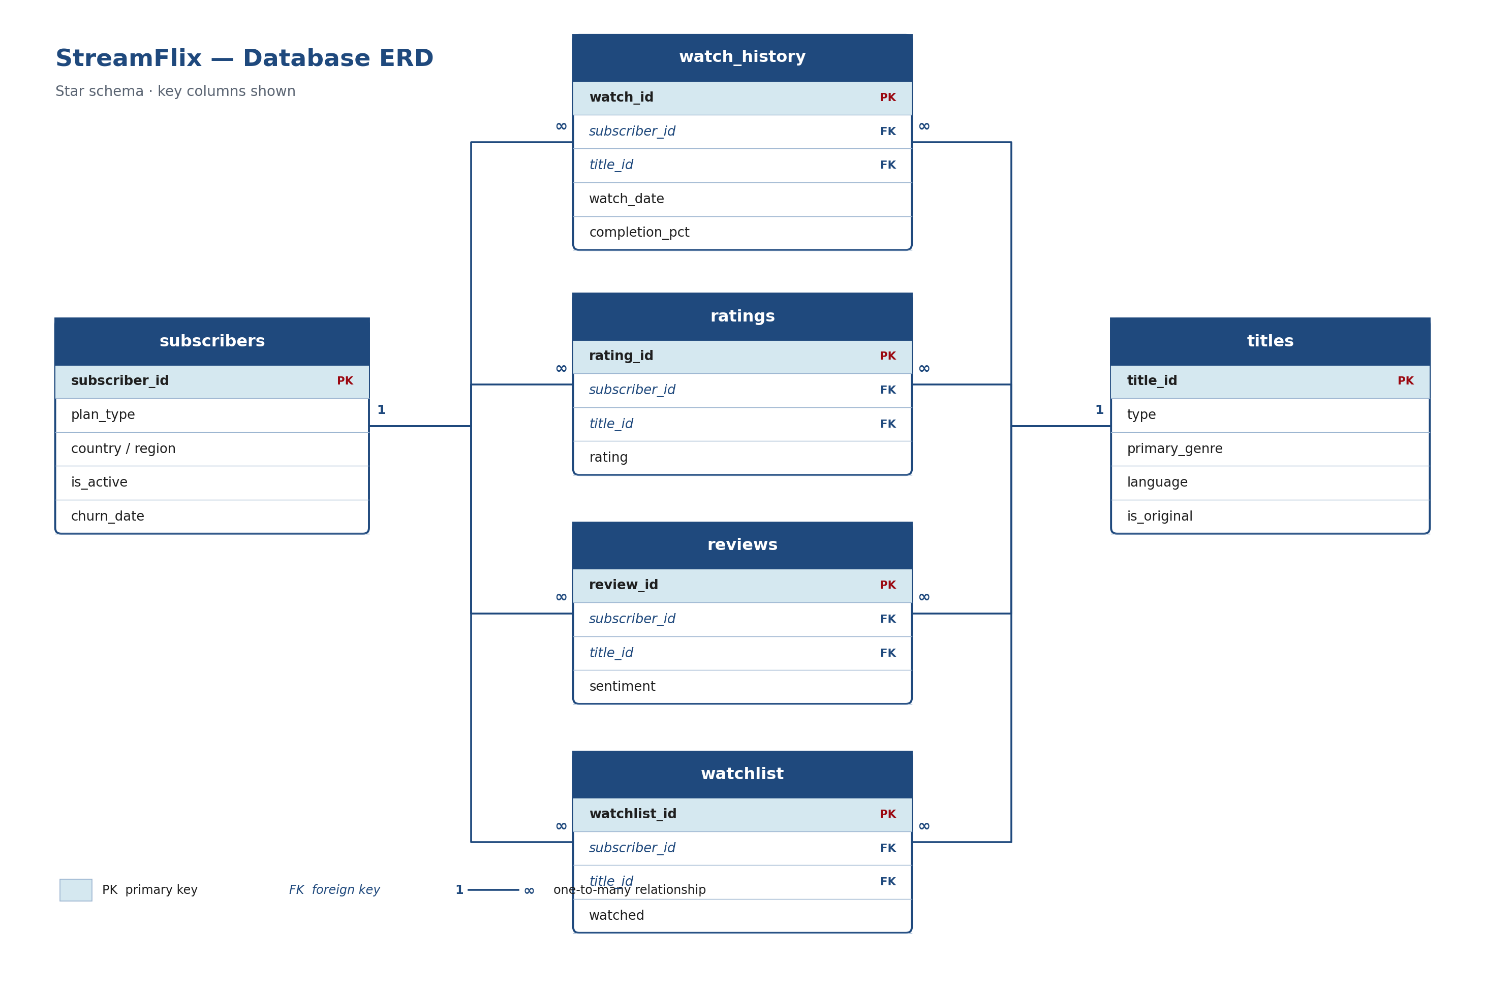 StreamFlix — Database ERD
Star schema · key columns shown
watch_history
watch_id PK
subscriber_id FK
title_id FK
watch_date
completion_pct
∞ ∞
ratings
rating_id PK
subscriber_id FK
title_id FK
rating
∞ ∞
subscribers
subscriber_id PK
plan_type
country / region
is_active
churn_date
1
titles
title_id PK
type
primary_genre
language
is_original
1
reviews
review_id PK
subscriber_id FK
title_id FK
sentiment
∞ ∞
watchlist
watchlist_id PK
subscriber_id FK
title_id FK
watched
∞ ∞
PK primary key FK foreign key 1 ∞ one-to-many relationship